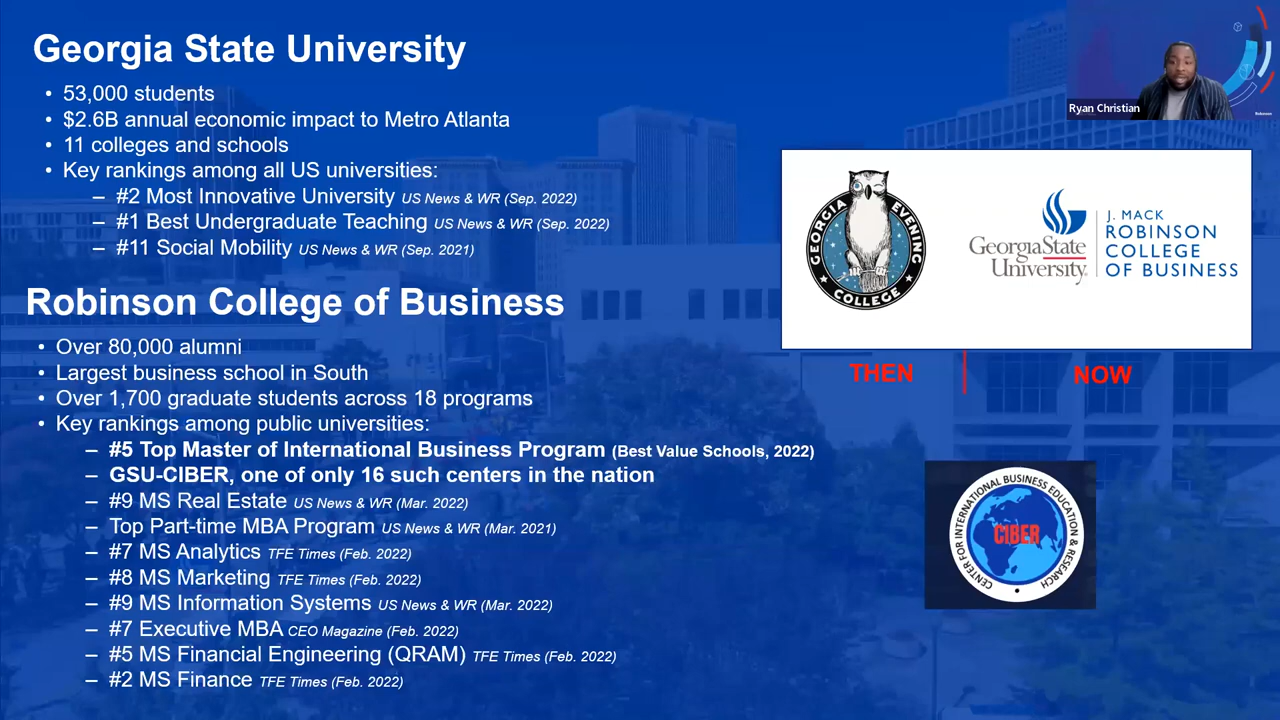 Georgia State University
• 53,000 students
• $2.6B annual economic impact to Metro Atlanta
• 11 colleges and schools
• Key rankings among all US universities:
– #2 Most Innovative University US News & WR (Sep. 2022)
– #1 Best Undergraduate Teaching US News & WR (Sep. 2022)
– #11 Social Mobility US News & WR (Sep. 2021)
Robinson College of Business
• Over 80,000 alumni
• Largest business school in South
• Over 1,700 graduate students across 18 programs
• Key rankings among public universities:
– #5 Top Master of International Business Program (Best Value Schools, 2022)
– GSU-CIBER, one of only 16 such centers in the nation
– #9 MS Real Estate US News & WR (Mar. 2022)
– Top Part-time MBA Program US News & WR (Mar. 2021)
– #7 MS Analytics TFE Times (Feb. 2022)
– #8 MS Marketing TFE Times (Feb. 2022)
– #9 MS Information Systems US News & WR (Mar. 2022)
– #7 Executive MBA CEO Magazine (Feb. 2022)
– #5 MS Financial Engineering (QRAM) TFE Times (Feb. 2022)
– #2 MS Finance TFE Times (Feb. 2022)
Ryan Christian
Robinson
GEORGIA EVENING
COLLEGE
GeorgiaState
University
J. MACK
ROBINSON
COLLEGE
OF BUSINESS
THEN
NOW
CENTER FOR INTERNATIONAL BUSINESS EDUCATION & RESEARCH
CIBER